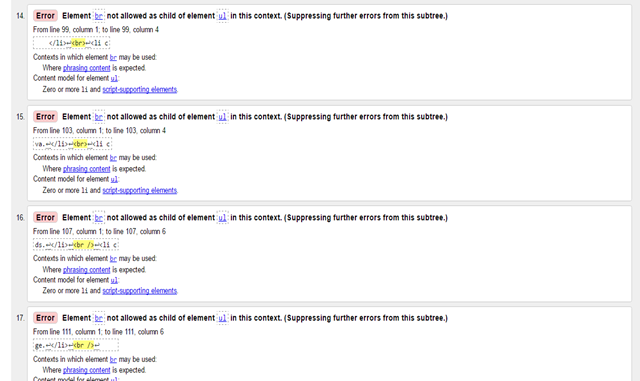 14. Error Element br not allowed as child of element ul in this context. (Suppressing further errors from this subtree.)
From line 99, column 1; to line 99, column 4
</li>↩<br>↩<li c
Contexts in which element br may be used:
Where phrasing content is expected.
Content model for element ul:
Zero or more li and script-supporting elements.
15. Error Element br not allowed as child of element ul in this context. (Suppressing further errors from this subtree.)
From line 103, column 1; to line 103, column 4
va.↩</li>↩<br>↩<li c
Contexts in which element br may be used:
Where phrasing content is expected.
Content model for element ul:
Zero or more li and script-supporting elements.
16. Error Element br not allowed as child of element ul in this context. (Suppressing further errors from this subtree.)
From line 107, column 1; to line 107, column 6
ds.↩</li>↩<br />↩<li c
Contexts in which element br may be used:
Where phrasing content is expected.
Content model for element ul:
Zero or more li and script-supporting elements.
17. Error Element br not allowed as child of element ul in this context. (Suppressing further errors from this subtree.)
From line 111, column 1; to line 111, column 6
ge.↩</li>↩<br />↩
Contexts in which element br may be used:
Where phrasing content is expected.
Content model for element ul: